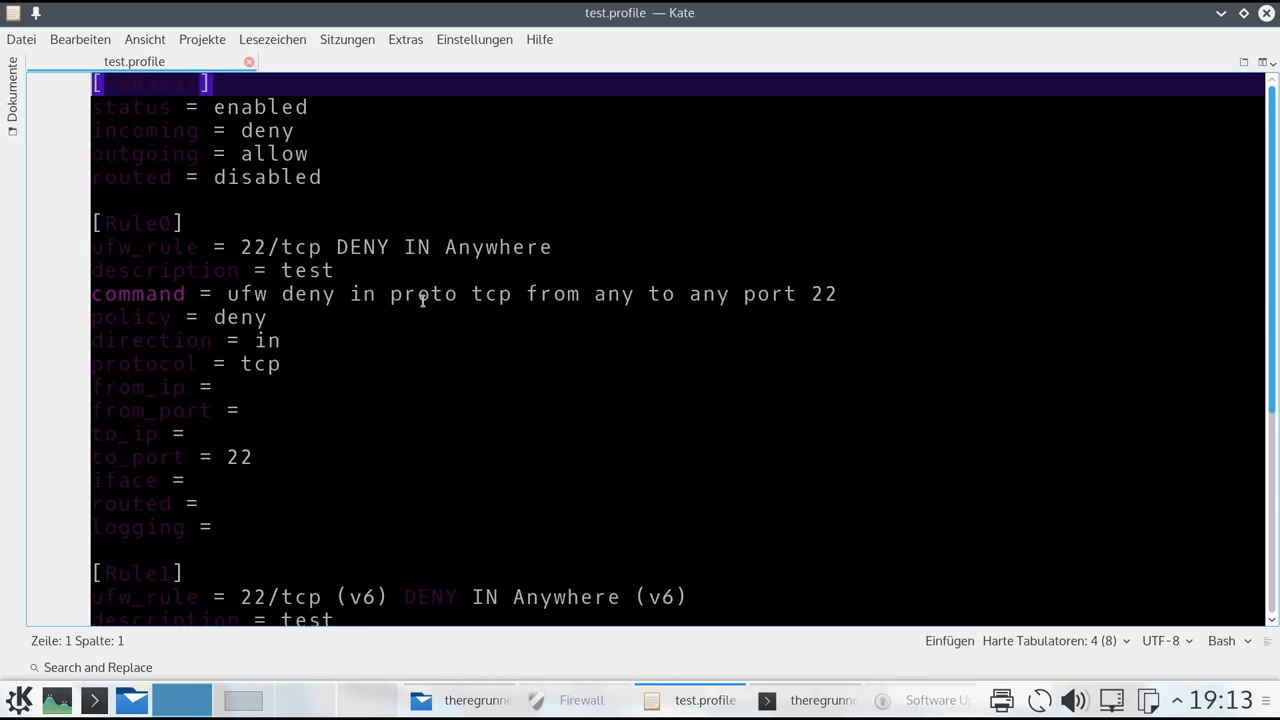 test.profile — Kate
Datei Bearbeiten Ansicht Projekte Lesezeichen Sitzungen Extras Einstellungen Hilfe
test.profile
Dokumente
[fwBasic]
status = enabled
incoming = deny
outgoing = allow
routed = disabled
[Rule0]
ufw_rule = 22/tcp DENY IN Anywhere
description = test
command = ufw deny in proto tcp from any to any port 22
policy = deny
direction = in
protocol = tcp
from_ip =
from_port =
to_ip =
to_port = 22
iface =
routed =
logging =
[Rule1]
ufw_rule = 22/tcp (v6) DENY IN Anywhere (v6)
description = test
Zeile: 1 Spalte: 1 Einfügen Harte Tabulatoren: 4 (8) UTF-8 Bash
Search and Replace
theregrunne Firewall test.profile theregrunne Software Up 19:13